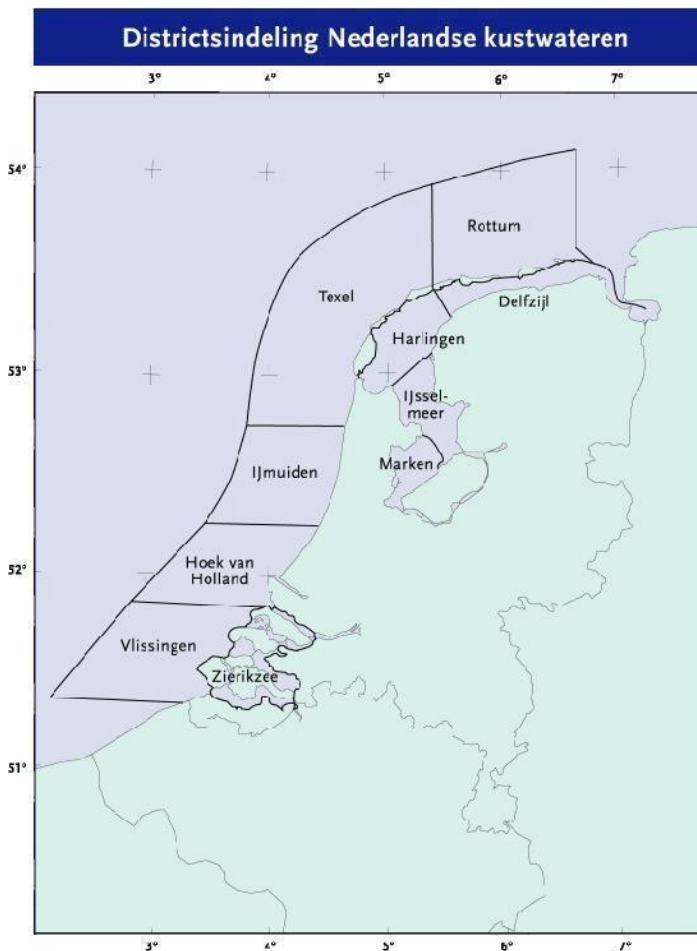 Districtsindeling Nederlandse kustwateren
3° 4° 5° 6° 7°
54°
Rottum
Texel
Delfzijl
Harlingen
53°
IJssel-
meer
Marken
IJmuiden
52°
Hoek van
Holland
Vlissingen
Zierikzee
51°
3° 4° 5° 6° 7°